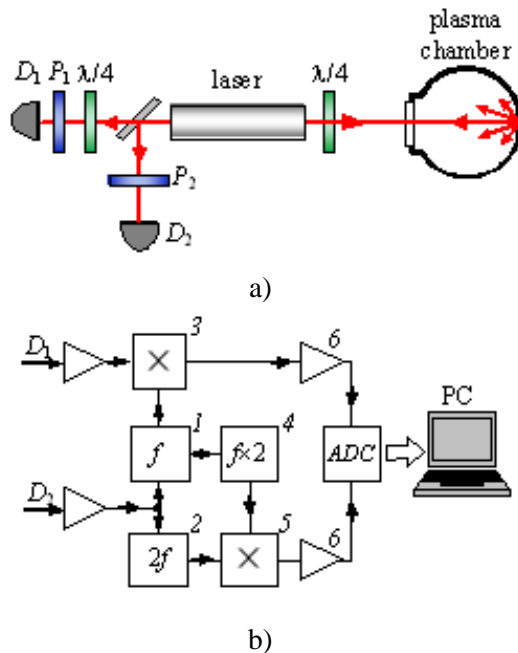 plasma
chamber
D₁ P₁ λ/4 laser λ/4
P₂
D₂
a)
3 6
D₁ × PC
1 4
f f×2 ADC
D₂ 2 5 6
2f ×
b)